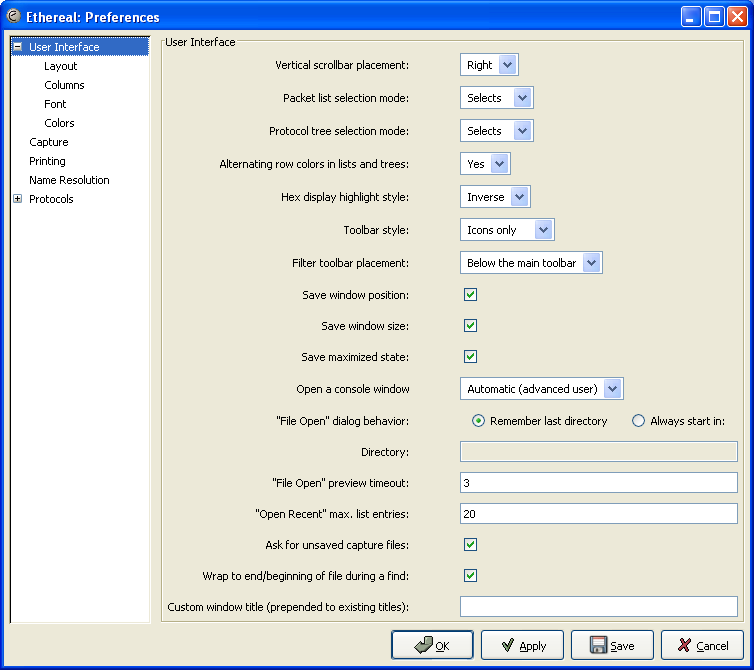 Ethereal: Preferences
User Interface
Layout
Columns
Font
Colors
Capture
Printing
Name Resolution
Protocols
User Interface
Vertical scrollbar placement: Right
Packet list selection mode: Selects
Protocol tree selection mode: Selects
Alternating row colors in lists and trees: Yes
Hex display highlight style: Inverse
Toolbar style: Icons only
Filter toolbar placement: Below the main toolbar
Save window position:
Save window size:
Save maximized state:
Open a console window Automatic (advanced user)
"File Open" dialog behavior: Remember last directory Always start in:
Directory:
"File Open" preview timeout: 3
"Open Recent" max. list entries: 20
Ask for unsaved capture files:
Wrap to end/beginning of file during a find:
Custom window title (prepended to existing titles):
OK Apply Save Cancel